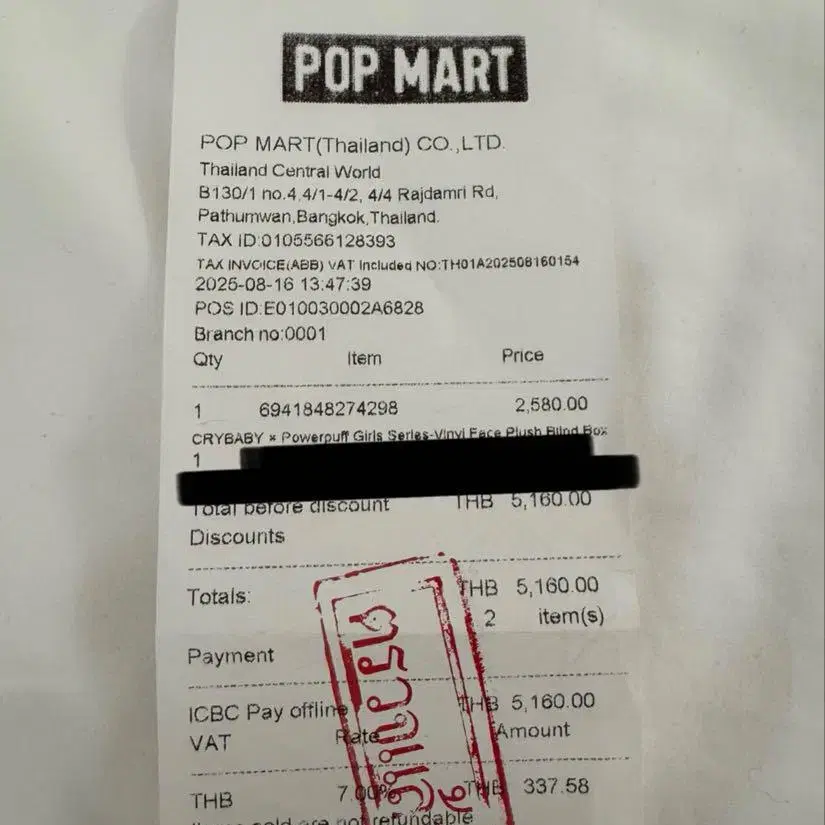 POP MART
POP MART(Thailand) CO.,LTD.
Thailand Central World
B130/1 no.4,4/1-4/2, 4/4 Rajdamri Rd,
Pathumwan,Bangkok,Thailand.
TAX ID:0105566128393
TAX INVOICE(ABB) VAT Included NO:TH01A202508160154
2025-08-16 13:47:39
POS ID:E010030002A6828
Branch no:0001
Qty Item Price
1 6941848274298 2,580.00
CRYBABY × Powerpuff Girls Series-Vinyl Face Plush Blind Box
1
Total before discount THB 5,160.00
Discounts
Totals: THB 5,160.00
2 item(s)
Payment
ICBC Pay offline THB 5,160.00
VAT Rate Amount
THB 7.00% THB 337.58
sold are not refundable